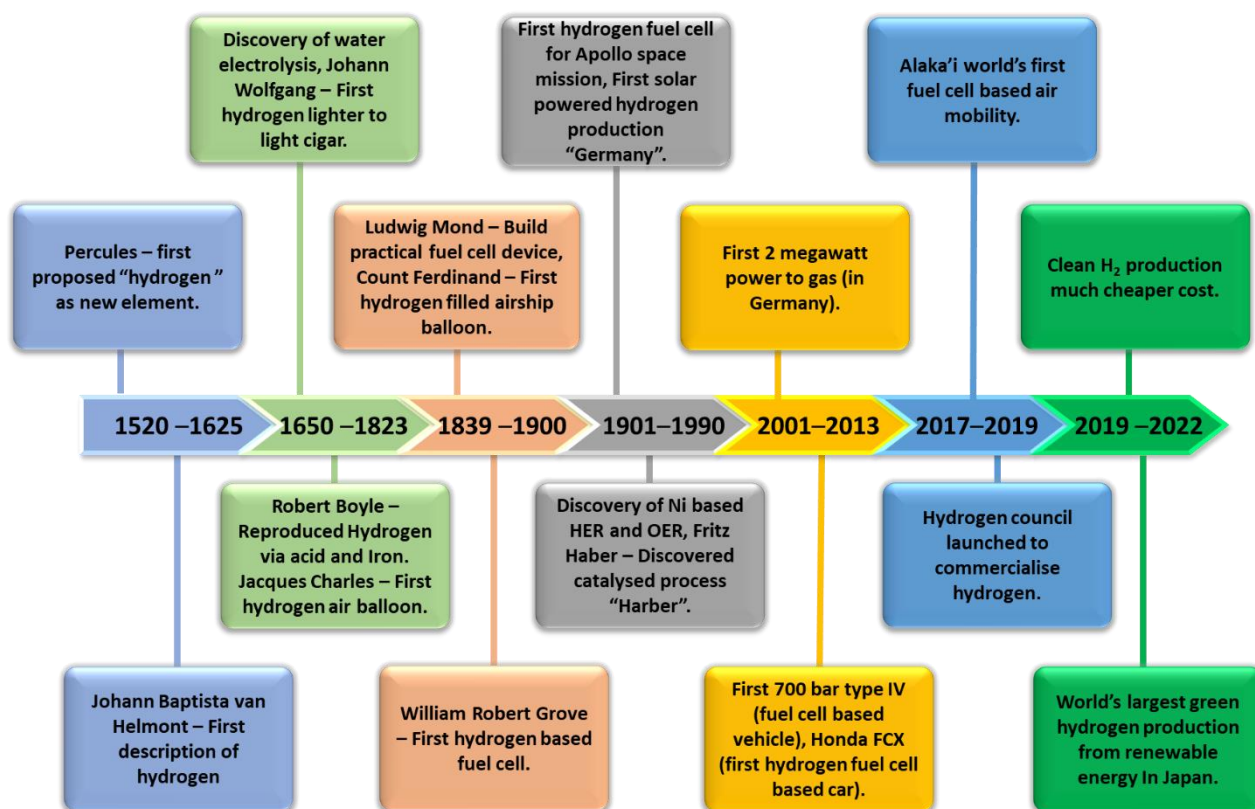 Discovery of water
electrolysis, Johann
Wolfgang – First
hydrogen lighter to
light cigar.
First hydrogen fuel cell
for Apollo space
mission, First solar
powered hydrogen
production
“Germany”.
Alaka’i world’s first
fuel cell based air
mobility.
Percules – first
proposed “hydrogen ”
as new element.
Ludwig Mond – Build
practical fuel cell device,
Count Ferdinand – First
hydrogen filled airship
balloon.
First 2 megawatt
power to gas (in
Germany).
Clean H₂ production
much cheaper cost.
1520 –1625
1650 –1823
1839 –1900
1901–1990
2001–2013
2017–2019
2019 –2022
Robert Boyle –
Reproduced Hydrogen
via acid and Iron.
Jacques Charles – First
hydrogen air balloon.
Discovery of Ni based
HER and OER, Fritz
Haber – Discovered
catalysed process
“Harber”.
Hydrogen council
launched to
commercialise
hydrogen.
Johann Baptista van
Helmont – First
description of
hydrogen
William Robert Grove
– First hydrogen based
fuel cell.
First 700 bar type IV
(fuel cell based
vehicle), Honda FCX
(first hydrogen fuel cell
based car).
World’s largest green
hydrogen production
from renewable
energy In Japan.